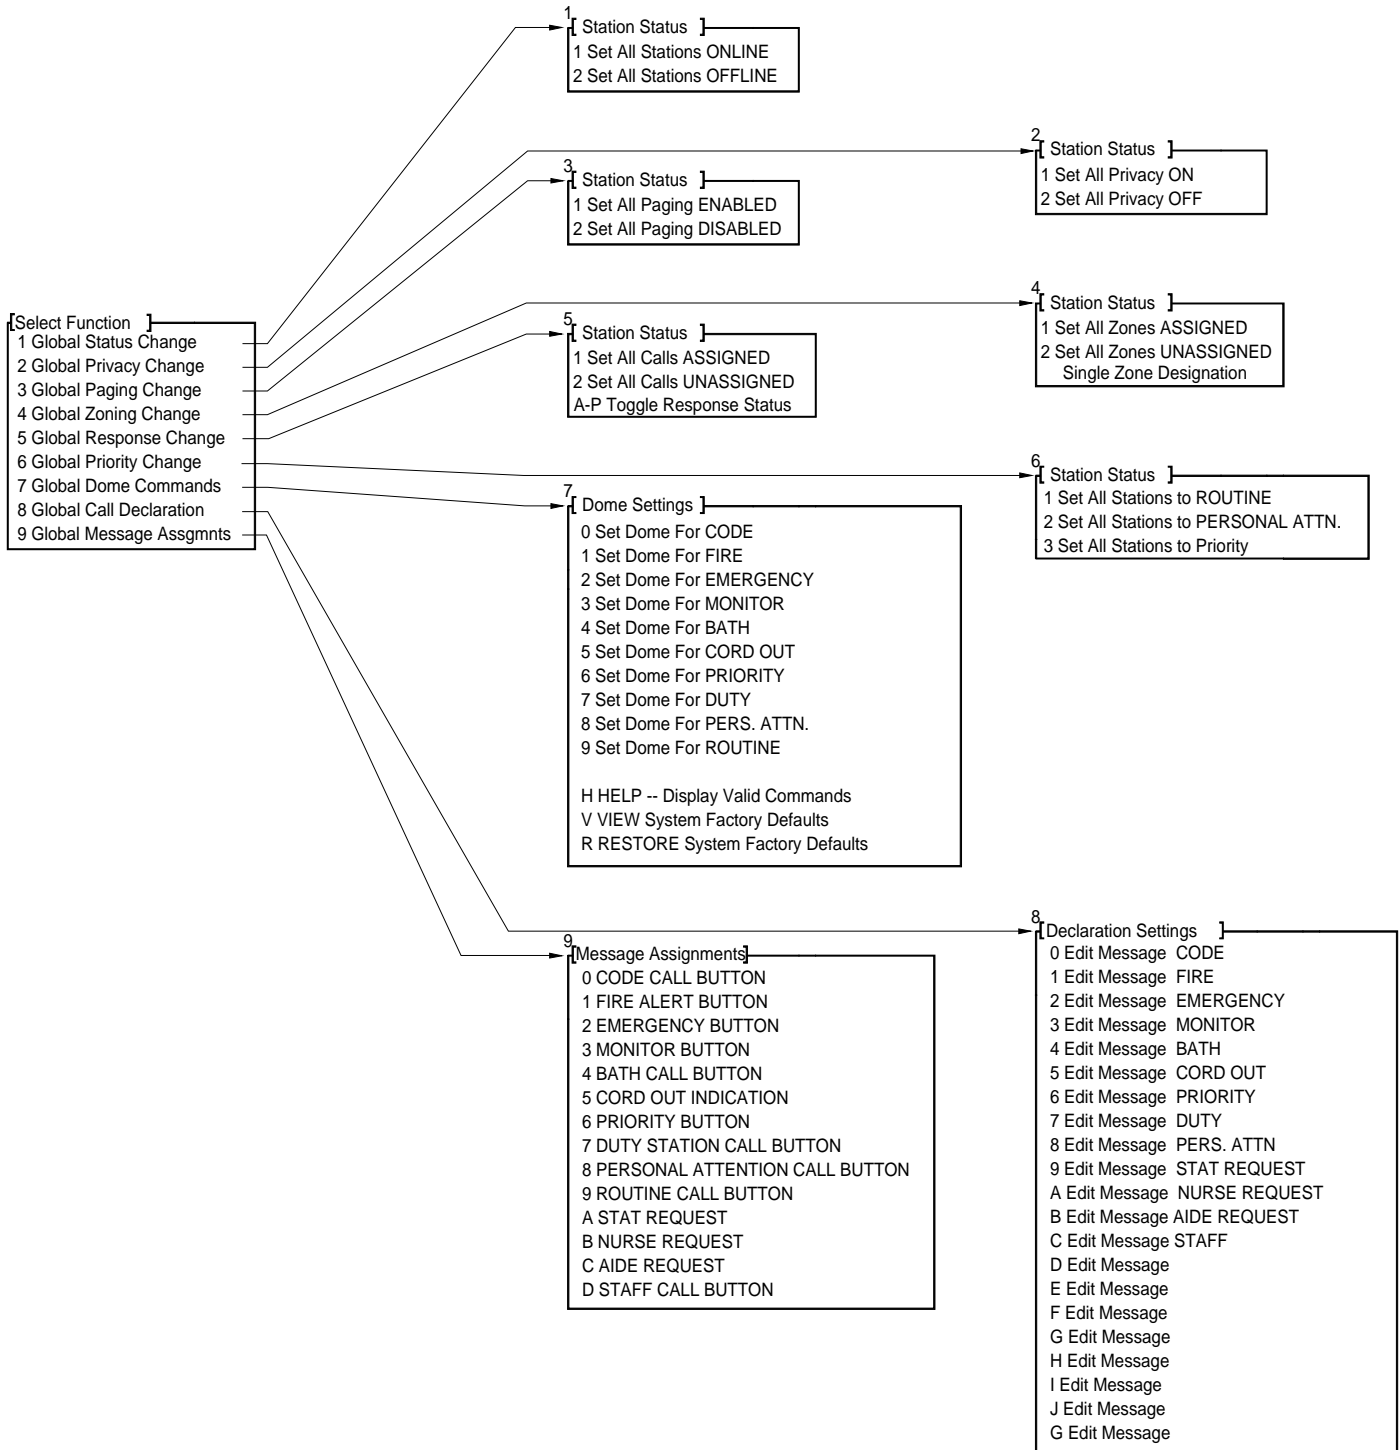 1
[ Station Status ]
1 Set All Stations ONLINE
2 Set All Stations OFFLINE
2
[ Station Status ]
1 Set All Privacy ON
2 Set All Privacy OFF
3
[ Station Status ]
1 Set All Paging ENABLED
2 Set All Paging DISABLED
[Select Function ]
1 Global Status Change
2 Global Privacy Change
3 Global Paging Change
4 Global Zoning Change
5 Global Response Change
6 Global Priority Change
7 Global Dome Commands
8 Global Call Declaration
9 Global Message Assgmnts
4
[ Station Status ]
1 Set All Zones ASSIGNED
2 Set All Zones UNASSIGNED
Single Zone Designation
5
[ Station Status ]
1 Set All Calls ASSIGNED
2 Set All Calls UNASSIGNED
A-P Toggle Response Status
6
[ Station Status ]
1 Set All Stations to ROUTINE
2 Set All Stations to PERSONAL ATTN.
3 Set All Stations to Priority
7
[ Dome Settings ]
0 Set Dome For CODE
1 Set Dome For FIRE
2 Set Dome For EMERGENCY
3 Set Dome For MONITOR
4 Set Dome For BATH
5 Set Dome For CORD OUT
6 Set Dome For PRIORITY
7 Set Dome For DUTY
8 Set Dome For PERS. ATTN.
9 Set Dome For ROUTINE
H HELP -- Display Valid Commands
V VIEW System Factory Defaults
R RESTORE System Factory Defaults
8
[Declaration Settings ]
0 Edit Message CODE
1 Edit Message FIRE
2 Edit Message EMERGENCY
3 Edit Message MONITOR
4 Edit Message BATH
5 Edit Message CORD OUT
6 Edit Message PRIORITY
7 Edit Message DUTY
8 Edit Message PERS. ATTN
9 Edit Message STAT REQUEST
A Edit Message NURSE REQUEST
B Edit Message AIDE REQUEST
C Edit Message STAFF
D Edit Message
E Edit Message
F Edit Message
G Edit Message
H Edit Message
I Edit Message
J Edit Message
G Edit Message
9
[Message Assignments]
0 CODE CALL BUTTON
1 FIRE ALERT BUTTON
2 EMERGENCY BUTTON
3 MONITOR BUTTON
4 BATH CALL BUTTON
5 CORD OUT INDICATION
6 PRIORITY BUTTON
7 DUTY STATION CALL BUTTON
8 PERSONAL ATTENTION CALL BUTTON
9 ROUTINE CALL BUTTON
A STAT REQUEST
B NURSE REQUEST
C AIDE REQUEST
D STAFF CALL BUTTON